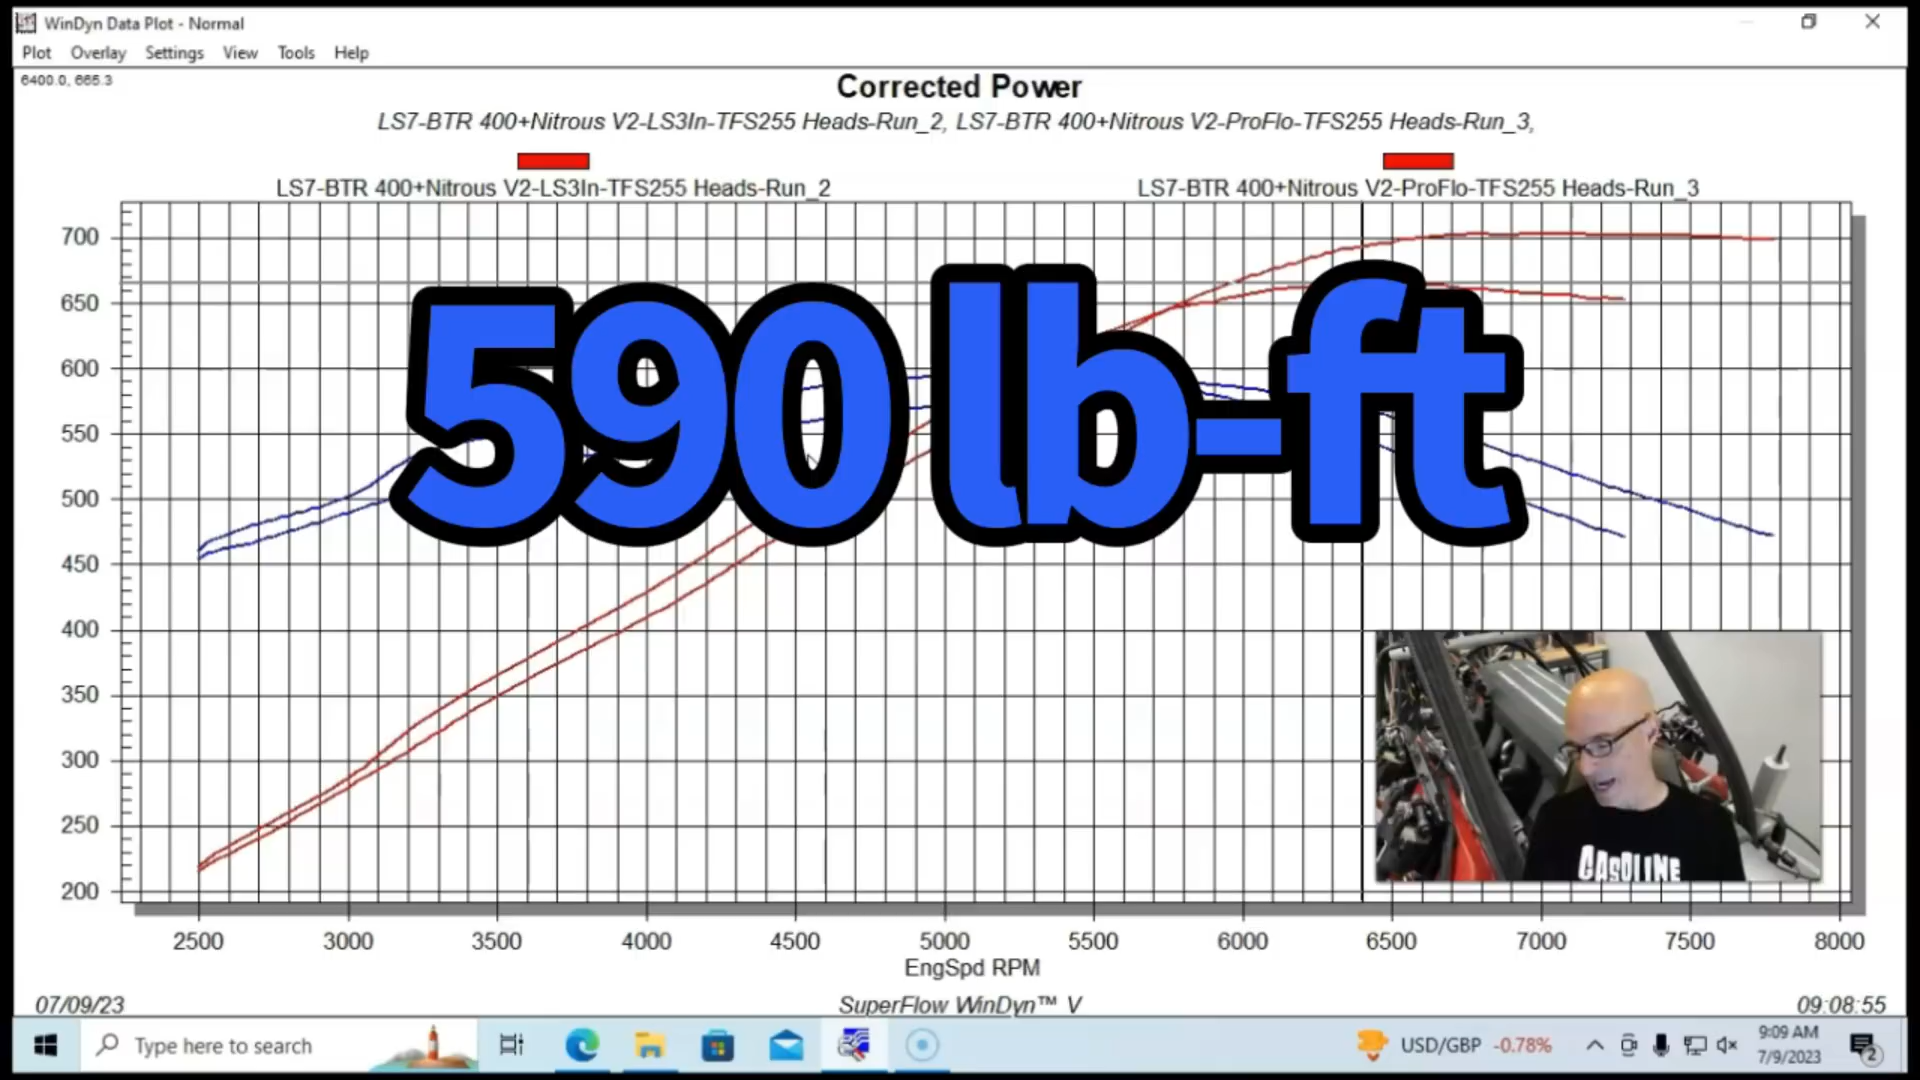 WinDyn Data Plot - Normal
Plot Overlay Settings View Tools Help
6400.0, 665.3
Corrected Power
LS7-BTR 400+Nitrous V2-LS3In-TFS255 Heads-Run_2, LS7-BTR 400+Nitrous V2-ProFlo-TFS255 Heads-Run_3,
LS7-BTR 400+Nitrous V2-LS3In-TFS255 Heads-Run_2
LS7-BTR 400+Nitrous V2-ProFlo-TFS255 Heads-Run_3
700
650
600
550
500
450
400
350
300
250
200
590 lb-ft
GASOLINE
2500 3000 3500 4000 4500 5000 5500 6000 6500 7000 7500 8000
EngSpd RPM
07/09/23
SuperFlow WinDyn™ V
09:08:55
Type here to search
USD/GBP -0.78%
9:09 AM
7/9/2023
2